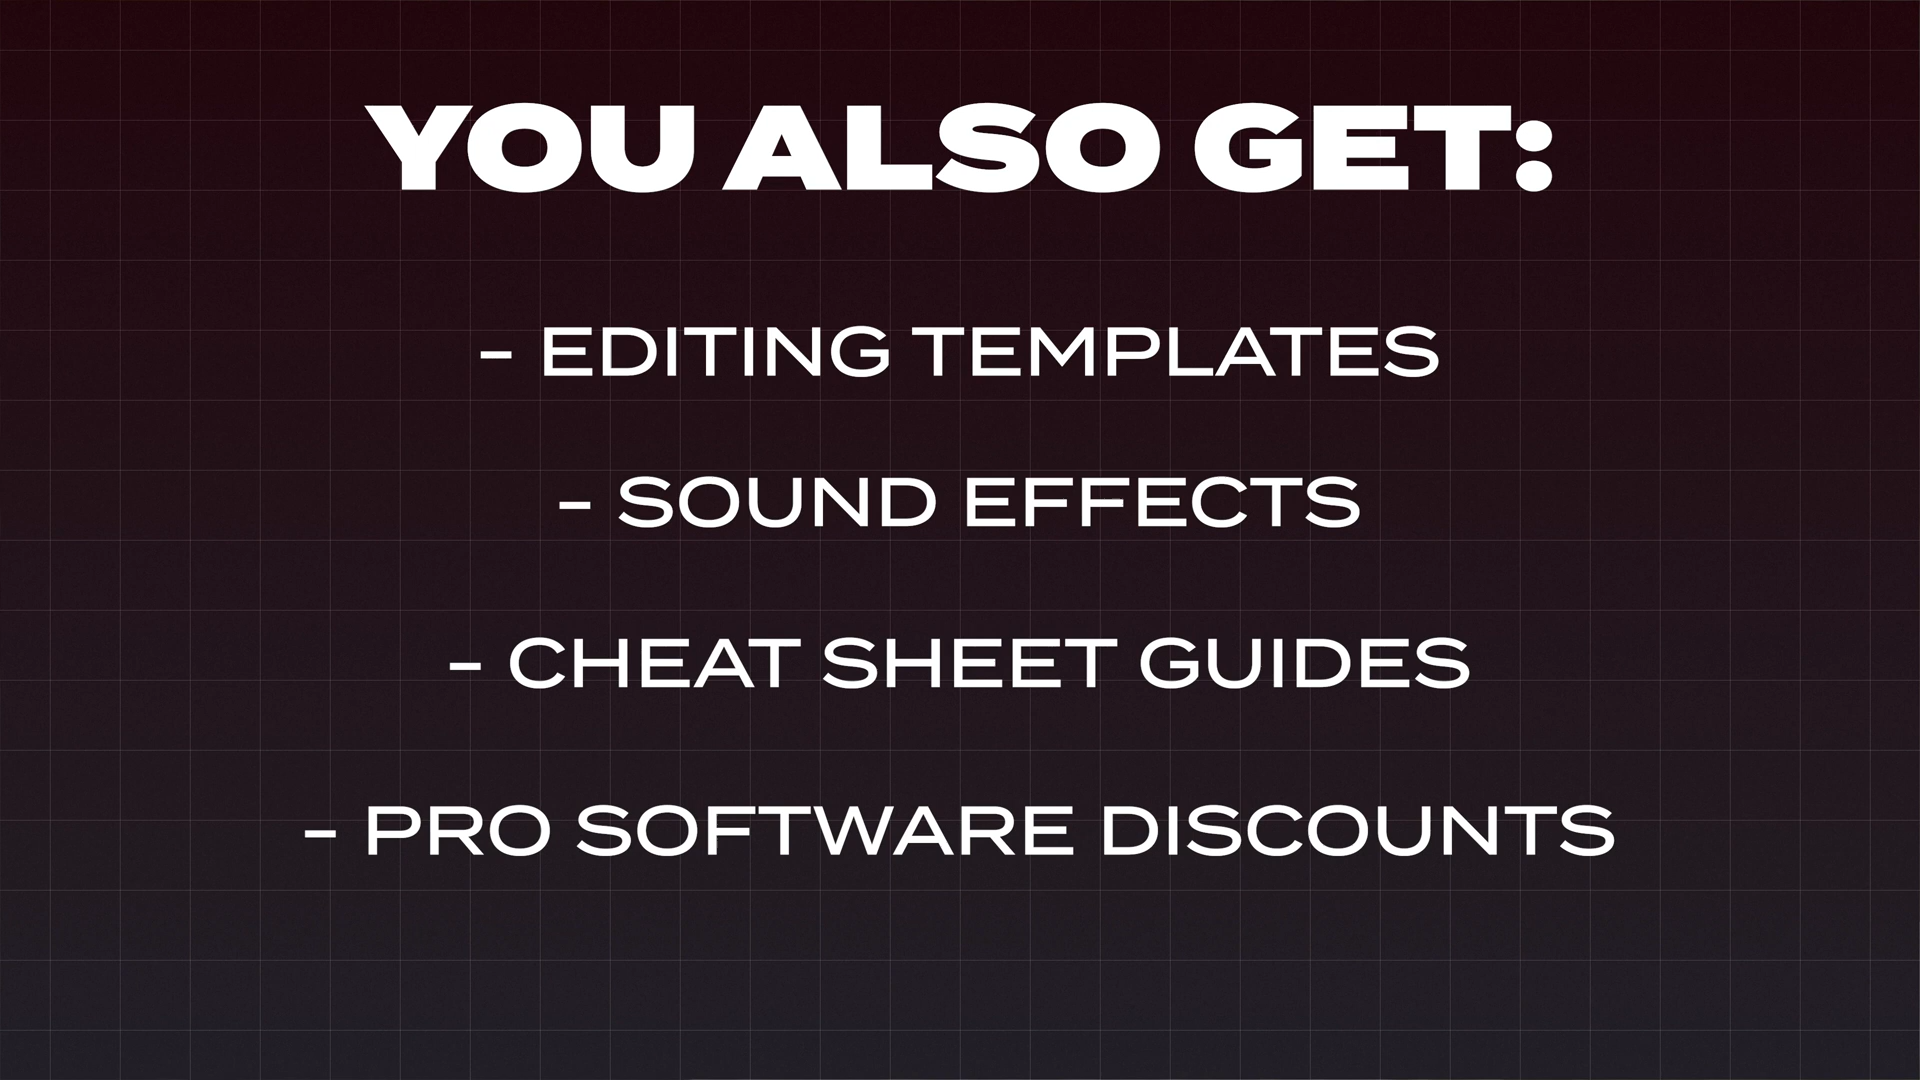 YOU ALSO GET:
- EDITING TEMPLATES
- SOUND EFFECTS
- CHEAT SHEET GUIDES
- PRO SOFTWARE DISCOUNTS